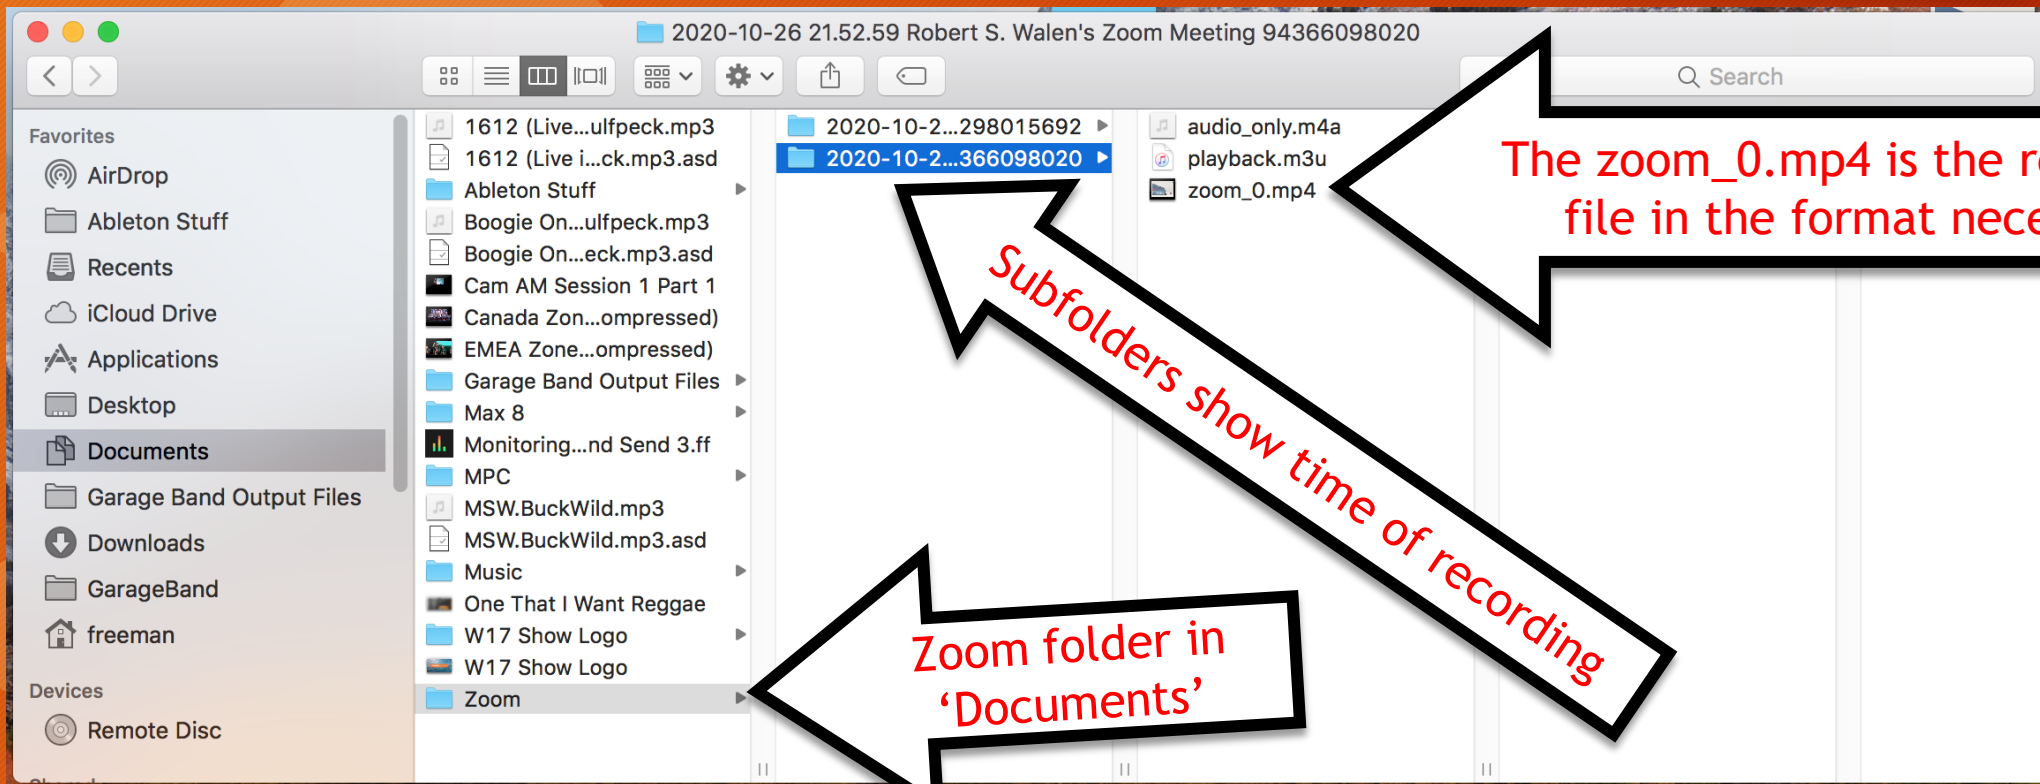 2020-10-26 21.52.59 Robert S. Walen's Zoom Meeting 94366098020
Search
Favorites
AirDrop
Ableton Stuff
Recents
iCloud Drive
Applications
Desktop
Documents
Garage Band Output Files
Downloads
GarageBand
freeman
Devices
Remote Disc
1612 (Live...ulfpeck.mp3
1612 (Live i...ck.mp3.asd
Ableton Stuff
Boogie On...ulfpeck.mp3
Boogie On...eck.mp3.asd
Cam AM Session 1 Part 1
Canada Zon...ompressed)
EMEA Zone...ompressed)
Garage Band Output Files
Max 8
Monitoring...nd Send 3.ff
MPC
MSW.BuckWild.mp3
MSW.BuckWild.mp3.asd
Music
One That I Want Reggae
W17 Show Logo
W17 Show Logo
Zoom
2020-10-2...298015692
2020-10-2...366098020
audio_only.m4a
playback.m3u
zoom_0.mp4
The zoom_0.mp4 is the
file in the format
Subfolders show time of recording
Zoom folder in
‘Documents’